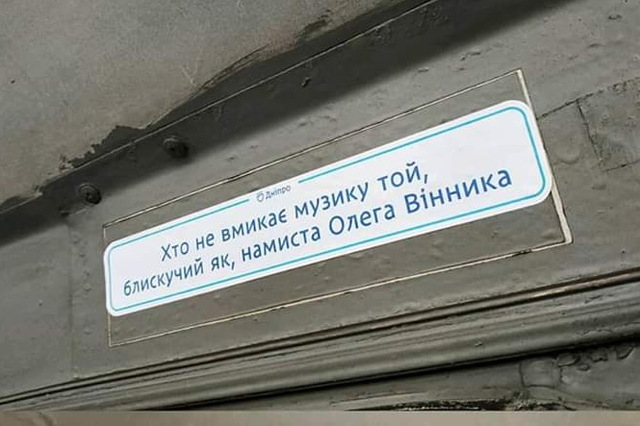 Дніпро
Хто не вмикає музику той,
блискучий як, намиста Олега Вінника